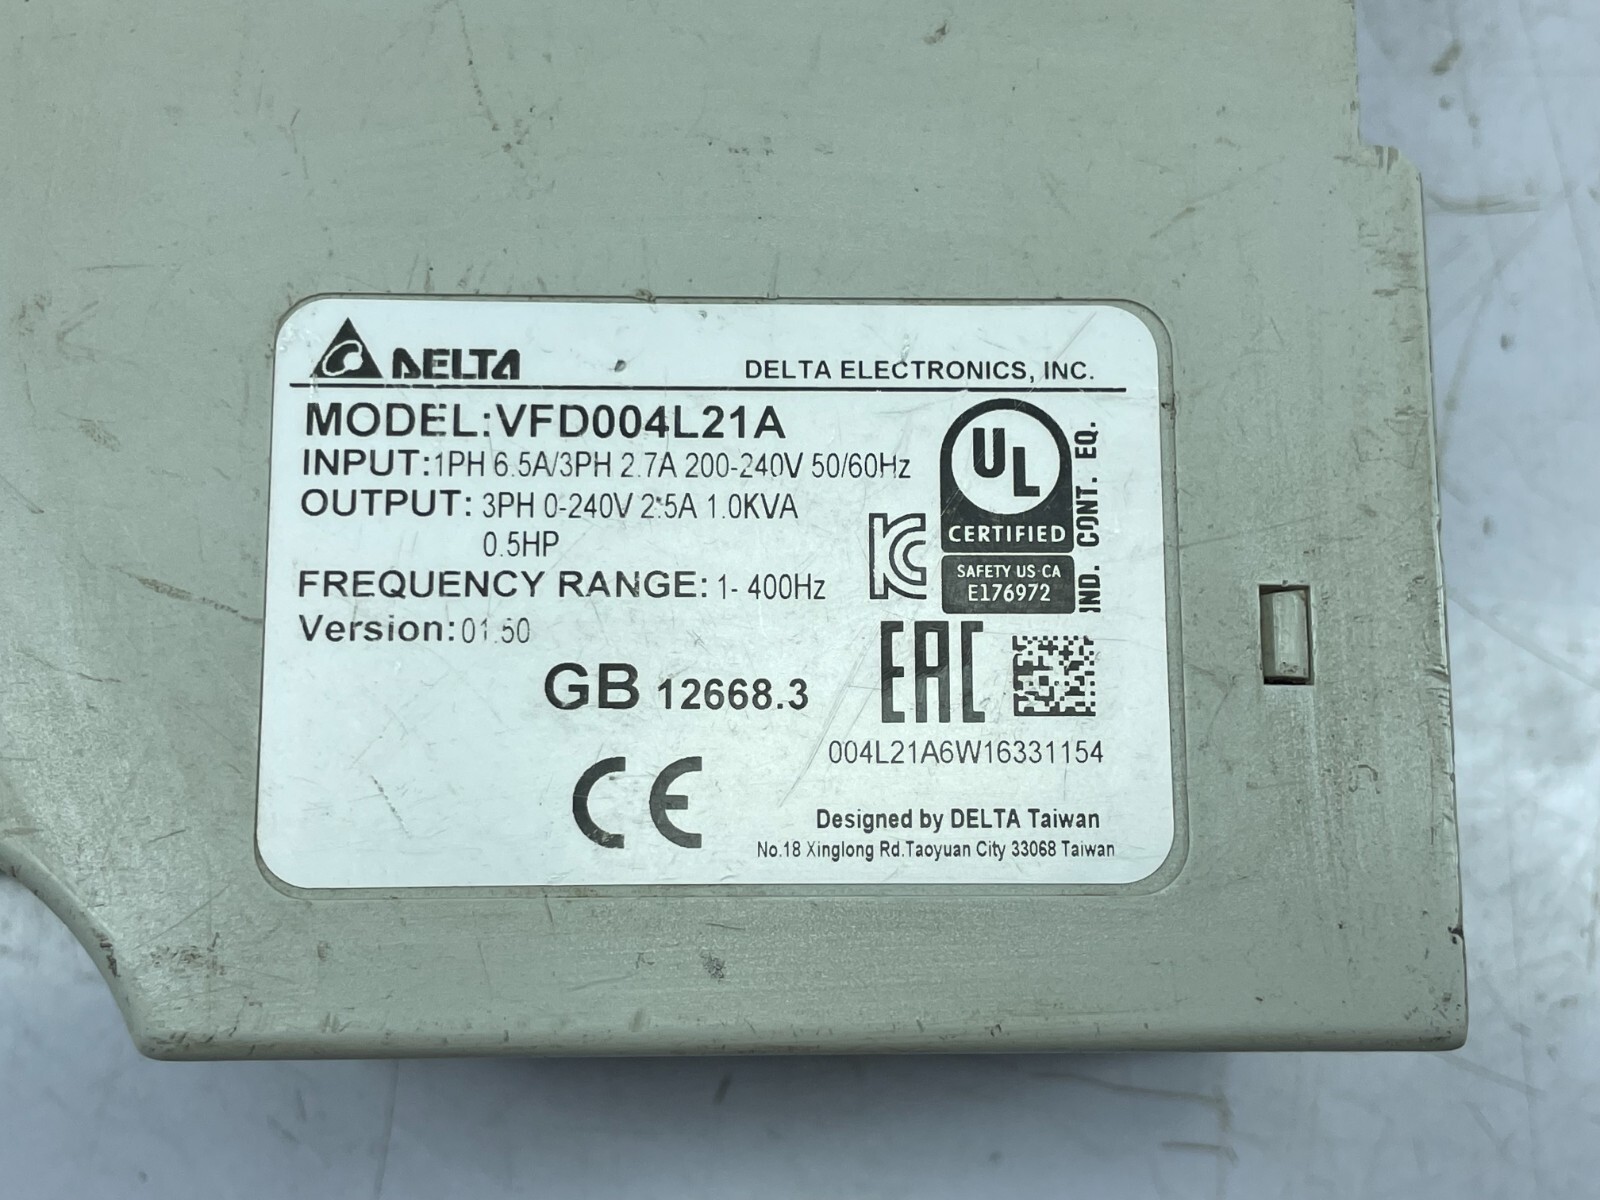 DELTA
DELTA ELECTRONICS, INC.
MODEL:VFD004L21A
INPUT:1PH 6.5A/3PH 2.7A 200-240V 50/60Hz
OUTPUT: 3PH 0-240V 2.5A 1.0KVA
0.5HP
FREQUENCY RANGE: 1- 400Hz
Version:01.50
UL
CERTIFIED
SAFETY US CA
E176972
IND. CONT. EQ.
KC
GB 12668.3
EAC
004L21A6W16331154
CE
Designed by DELTA Taiwan
No.18 Xinglong Rd.Taoyuan City 33068 Taiwan